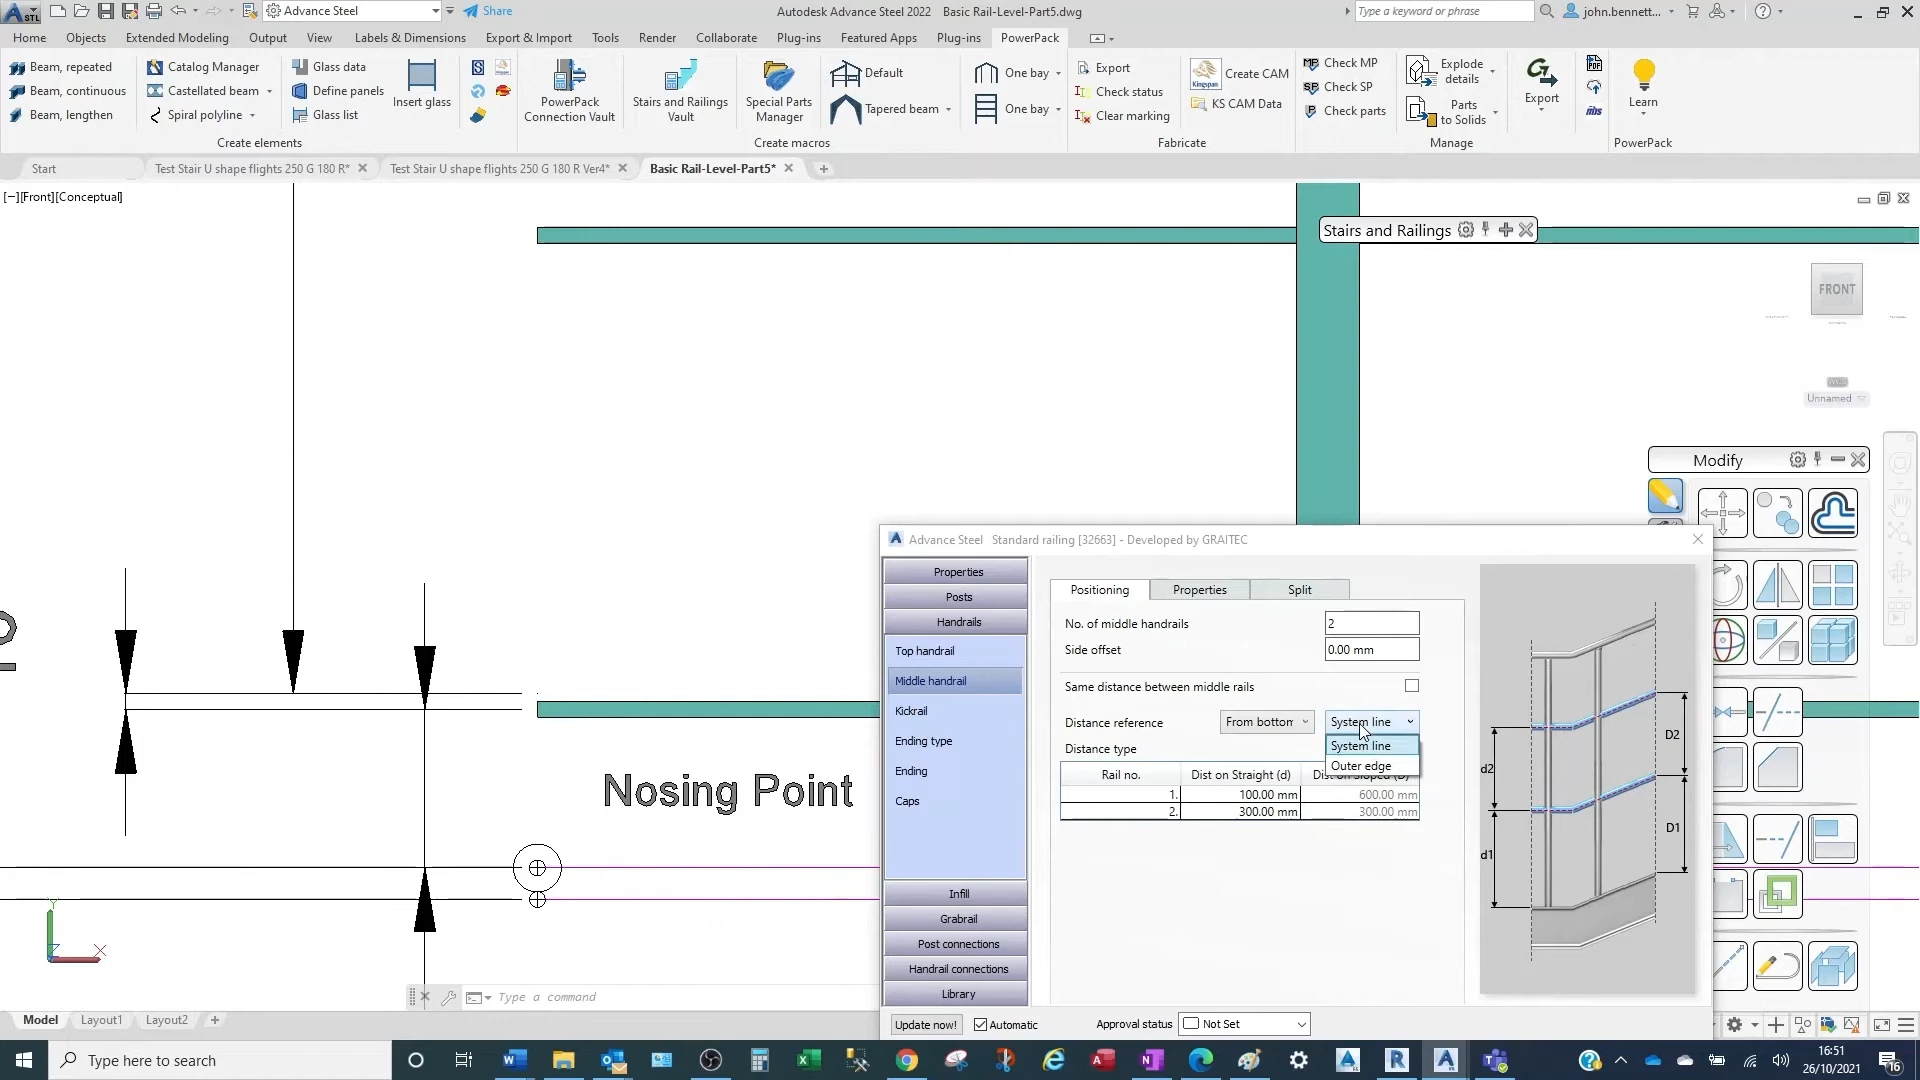 Advance Steel
Share
Autodesk Advance Steel 2022 Basic Rail-Level-Part5.dwg
Type a keyword or phrase
john.bennett...
STL
Home Objects Extended Modeling Output View Labels & Dimensions Export & Import Tools Render Collaborate Plug-ins Featured Apps Plug-ins PowerPack
Beam, repeated
Beam, continuous
Beam, lengthen
Catalog Manager
Castellated beam
Spiral polyline
Glass data
Define panels
Glass list
Insert glass
Create elements
PowerPack
Connection Vault
Stairs and Railings
Vault
Special Parts
Manager
Default
Tapered beam
One bay
One bay
Create macros
Export
Check status
Clear marking
Kingspan
Create CAM
KS CAM Data
Fabricate
MP Check MP
SP Check SP
P Check parts
Explode
details
Parts
to Solids
Manage
Export
PDF
Learn
PowerPack
Start
Test Stair U shape flights 250 G 180 R*
Test Stair U shape flights 250 G 180 R Ver4*
Basic Rail-Level-Part5*
[−][Front][Conceptual]
Stairs and Railings
FRONT
Unnamed
Modify
Nosing Point
Y
X
Advance Steel Standard railing [32663] - Developed by GRAITEC
Properties
Posts
Handrails
Top handrail
Middle handrail
Kickrail
Ending type
Ending
Caps
Infill
Grabrail
Post connections
Handrail connections
Library
Positioning Properties Split
No. of middle handrails 2
Side offset 0.00 mm
Same distance between middle rails
Distance reference From bottom System line
System line
Outer edge
Distance type
Rail no. Dist on Straight (d)
1. 100.00 mm 600.00 mm
2. 300.00 mm 300.00 mm
D2
d2
D1
d1
Update now! Automatic Approval status Not Set
Type a command
Model Layout1 Layout2
Type here to search
16:51
26/10/2021
16